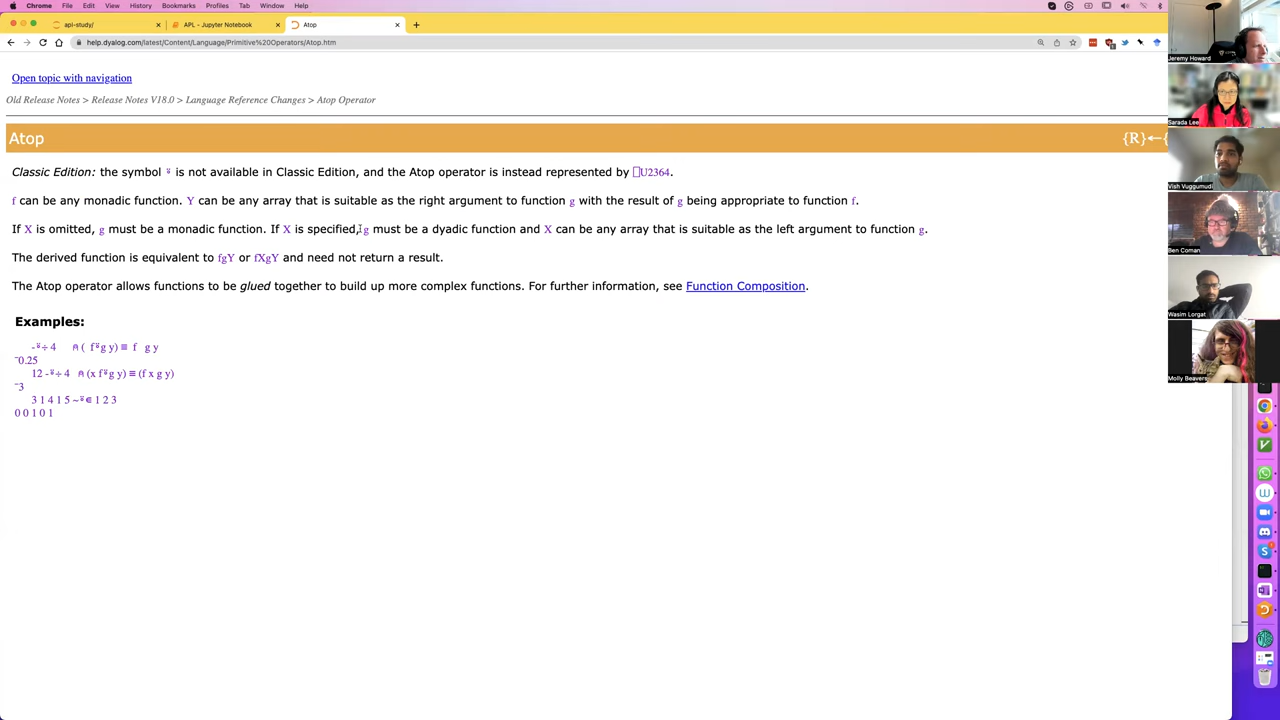 Chrome File Edit View History Bookmarks Profiles Tab Window Help
apl-study/
APL - Jupyter Notebook
Atop
help.dyalog.com/latest/Content/Language/Primitive%20Operators/Atop.htm
Open topic with navigation
Old Release Notes > Release Notes V18.0 > Language Reference Changes > Atop Operator
Atop {R}←{
Classic Edition: the symbol ⍤ is not available in Classic Edition, and the Atop operator is instead represented by ⎕U2364.
f can be any monadic function. Y can be any array that is suitable as the right argument to function g with the result of g being appropriate to function f.
If X is omitted, g must be a monadic function. If X is specified, g must be a dyadic function and X can be any array that is suitable as the left argument to function g.
The derived function is equivalent to fgY or fXgY and need not return a result.
The Atop operator allows functions to be glued together to build up more complex functions. For further information, see Function Composition.
Examples:
-⍤÷ 4 ⍝ ( f⍤g y) ≡ f g y
¯0.25
12 -⍤÷ 4 ⍝ (x f⍤g y) ≡ (f x g y)
¯3
3 1 4 1 5 ~⍤∊ 1 2 3
0 0 1 0 1
Jeremy Howard
Sarada Lee
Vish Vuggumudi
Ben Coman
Wasim Lorgat
Molly Beavers